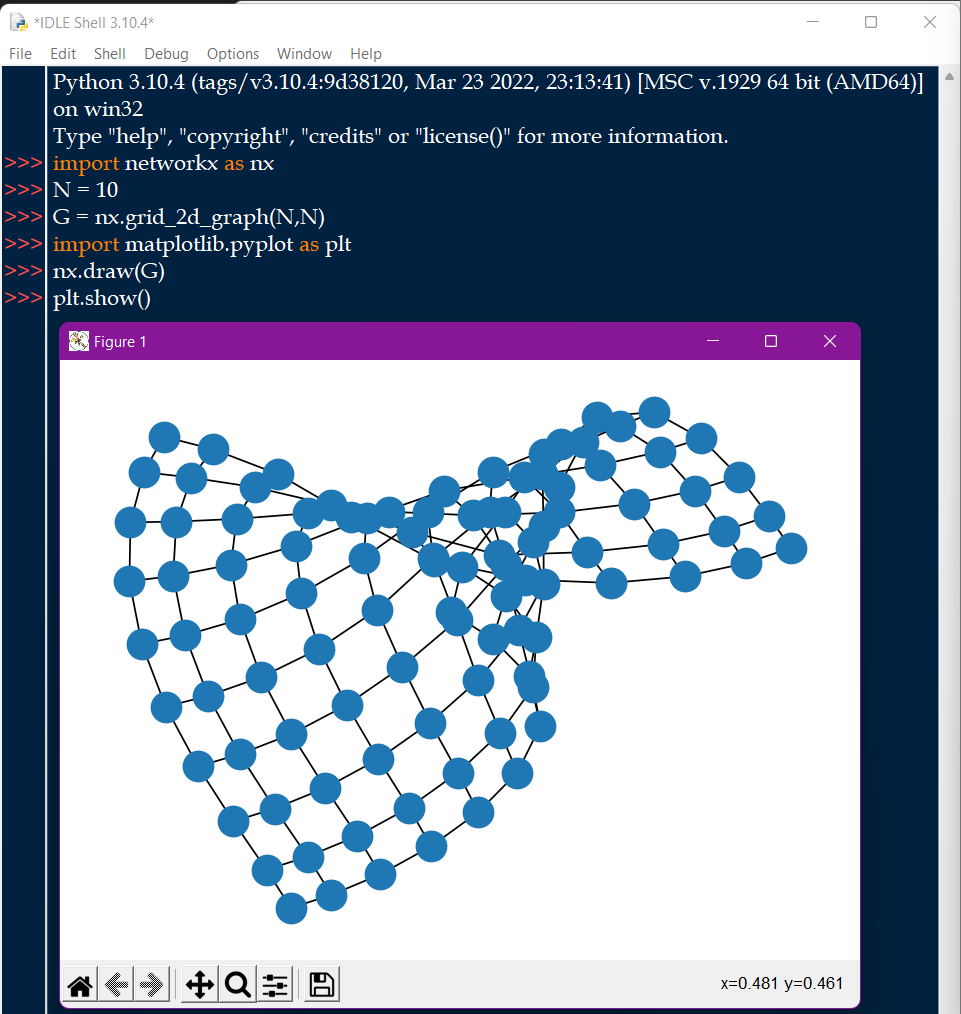 *IDLE Shell 3.10.4*
File Edit Shell Debug Options Window Help
Python 3.10.4 (tags/v3.10.4:9d38120, Mar 23 2022, 23:13:41) [MSC v.1929 64 bit (AMD64)]
on win32
Type "help", "copyright", "credits" or "license()" for more information.
>>> import networkx as nx
>>> N = 10
>>> G = nx.grid_2d_graph(N,N)
>>> import matplotlib.pyplot as plt
>>> nx.draw(G)
>>> plt.show()
Figure 1
x=0.481 y=0.461